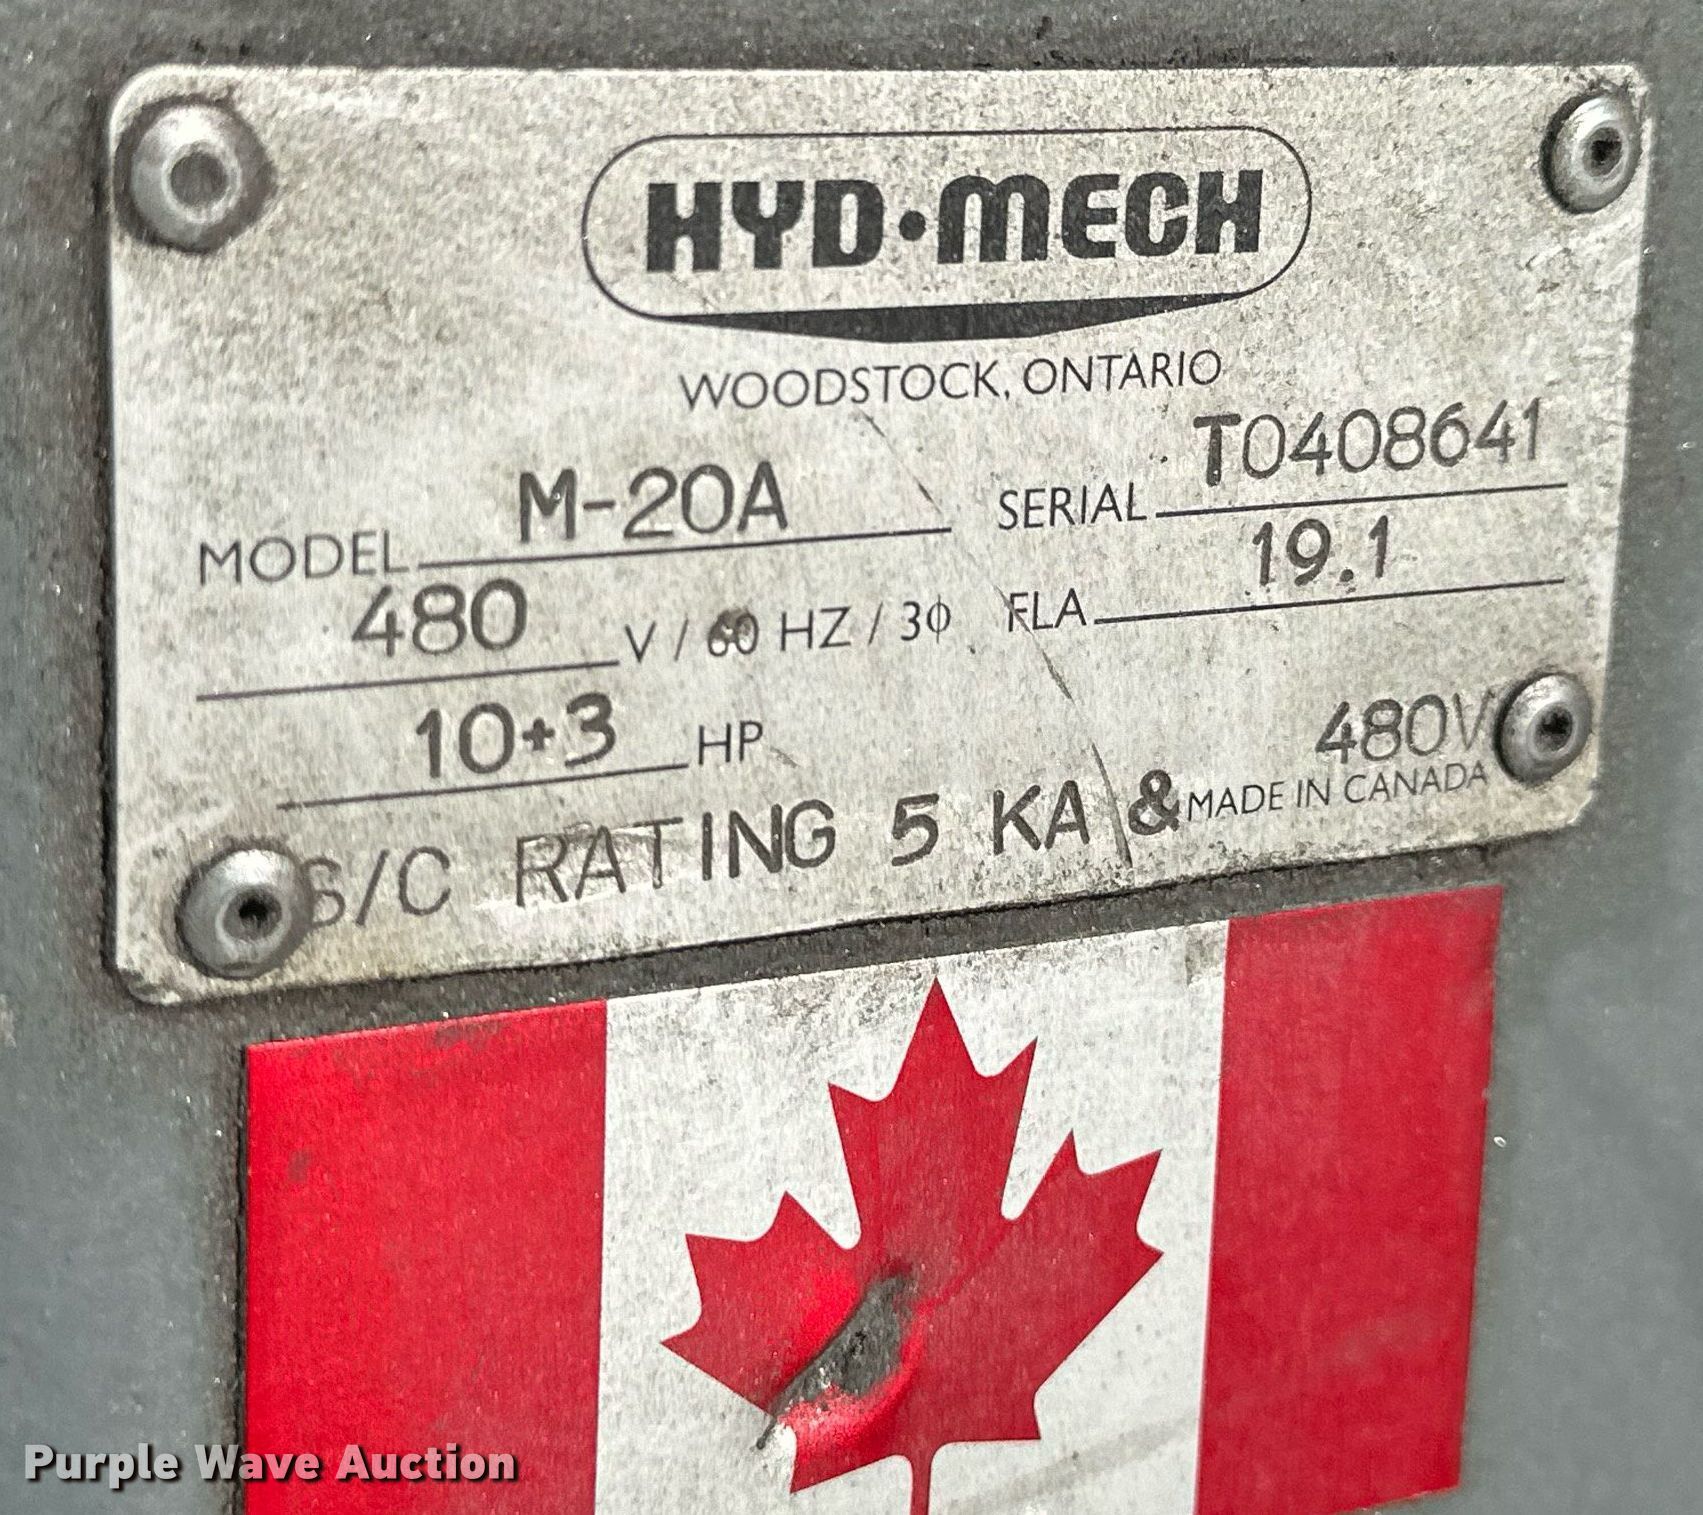 HYD·MECH
WOODSTOCK, ONTARIO
MODEL M-20A SERIAL T0408641
480 V / 60 HZ / 3ϕ FLA 19.1
10+3 HP
S/C RATING 5 KA & 480V
MADE IN CANADA
Purple Wave Auction